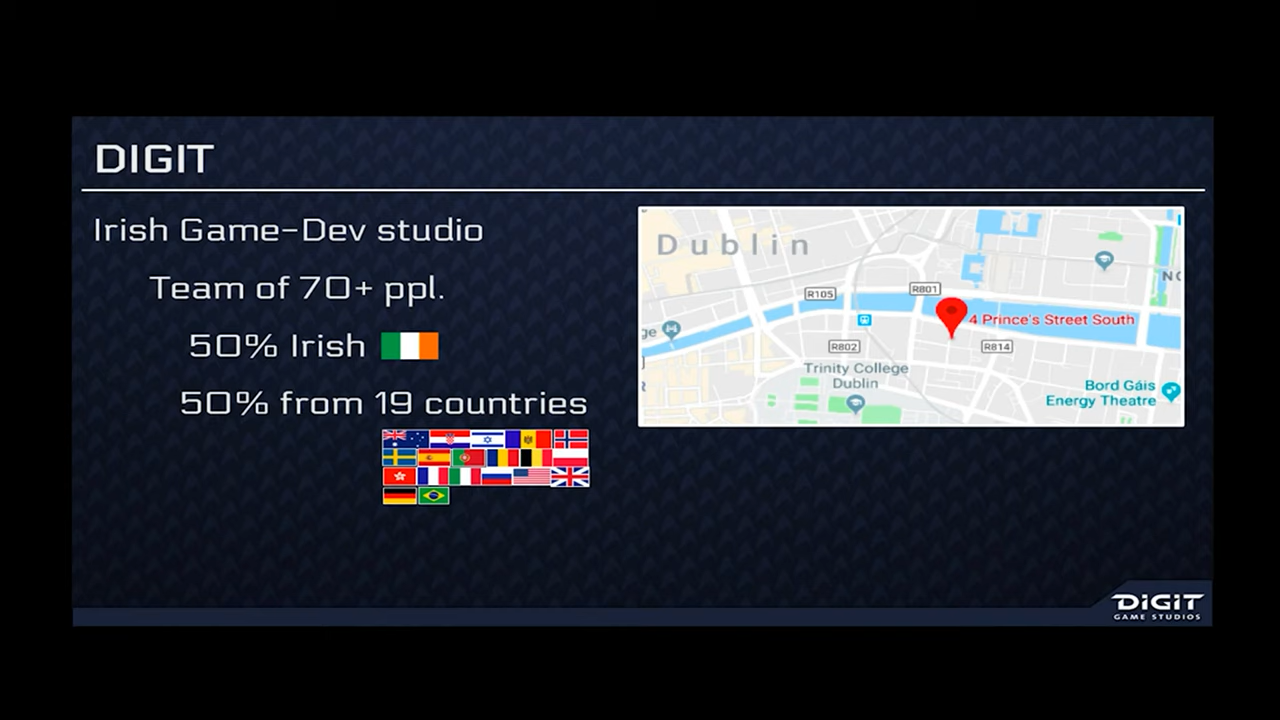 DIGIT
Irish Game-Dev studio
Team of 70+ ppl.
50% Irish
50% from 19 countries
Dublin
R105
R801
4 Prince's Street South
R802
R814
Trinity College
Dublin
Bord Gáis
Energy Theatre
DIGIT
GAME STUDIOS